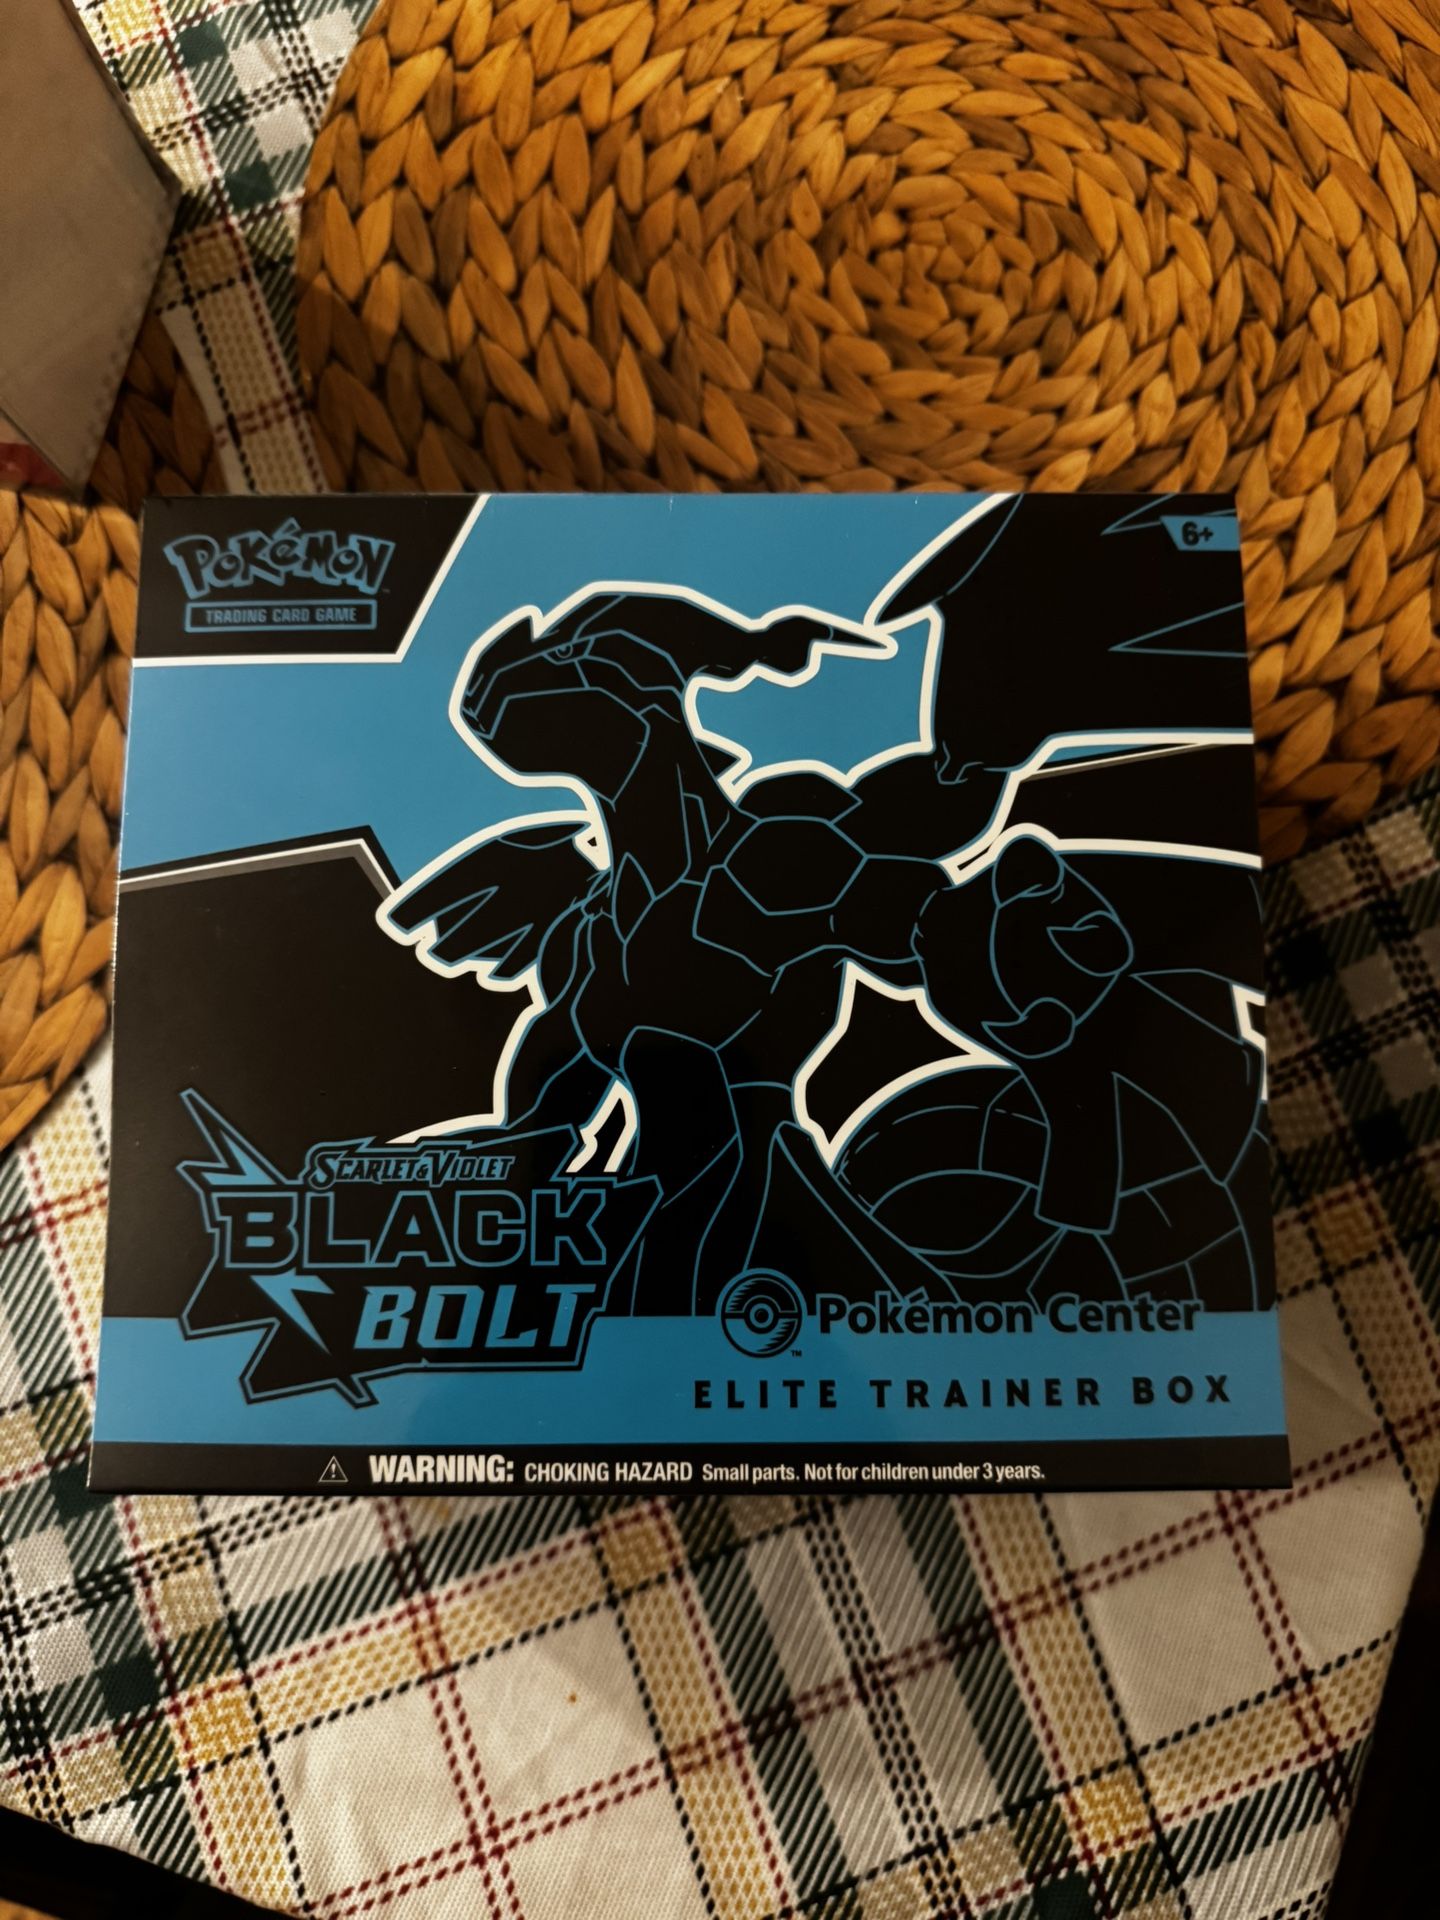 POKéMON
TRADING CARD GAME
6+
SCARLET & VIOLET
BLACK
BOLT
Pokémon Center
TM
ELITE TRAINER BOX
WARNING: CHOKING HAZARD Small parts. Not for children under 3 years.